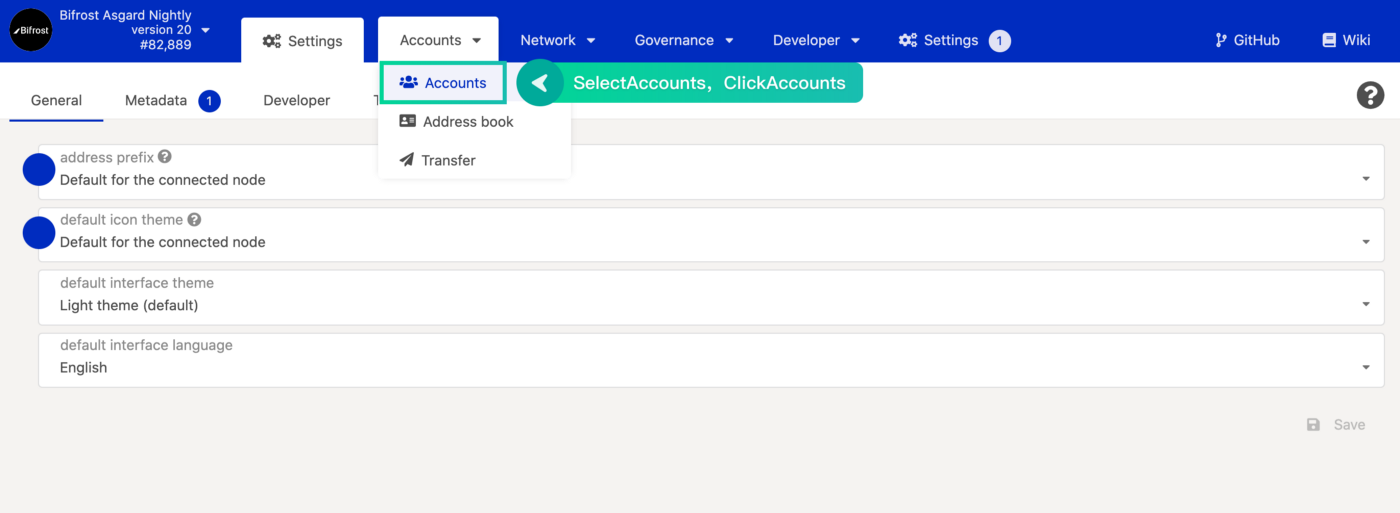 Bifrost Asgard Nightly
version 20
#82,889
Bifrost
Settings
Accounts
Network
Governance
Developer
Settings 1
GitHub
Wiki
Accounts
SelectAccounts，ClickAccounts
General
Metadata 1
Developer
Address book
Transfer
address prefix
Default for the connected node
default icon theme
Default for the connected node
default interface theme
Light theme (default)
default interface language
English
Save